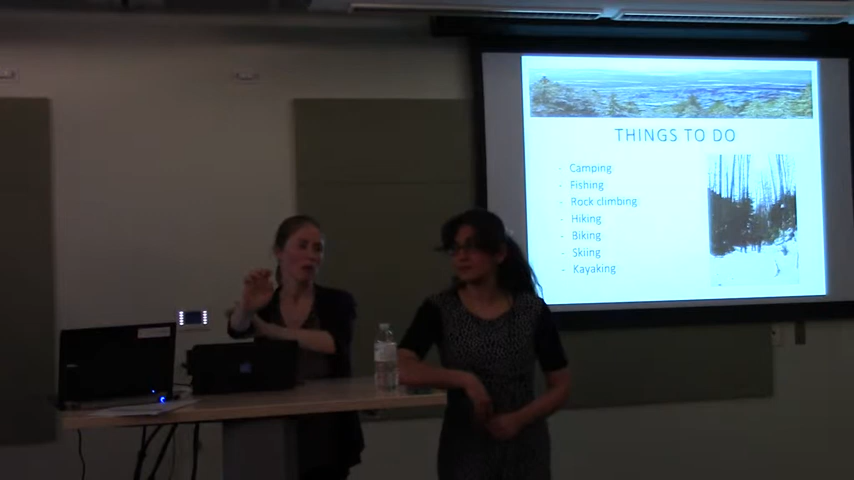 THINGS TO DO
- Camping
- Fishing
- Rock climbing
- Hiking
- Biking
- Skiing
- Kayaking